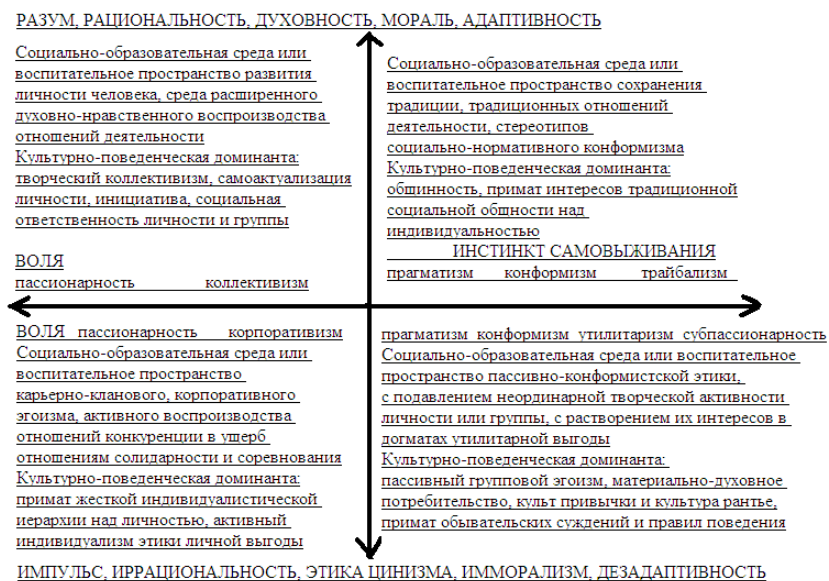 РАЗУМ, РАЦИОНАЛЬНОСТЬ, ДУХОВНОСТЬ, МОРАЛЬ, АДАПТИВНОСТЬ
Социально-образовательная среда или
воспитательное пространство развития
личности человека, среда расширенного
духовно-нравственного воспроизводства
отношений деятельности
Культурно-поведенческая доминанта:
творческий коллективизм, самоактуализация
личности, инициатива, социальная
ответственность личности и группы
ВОЛЯ
пассионарность коллективизм
Социально-образовательная среда или
воспитательное пространство сохранения
традиции, традиционных отношений
деятельности, стереотипов
социально-нормативного конформизма
Культурно-поведенческая доминанта:
общинность, примат интересов традиционной
социальной общности над
индивидуальностью
ИНСТИНКТ САМОВЫЖИВАНИЯ
прагматизм конформизм трайбализм
ВОЛЯ пассионарность корпоративизм
Социально-образовательная среда или
воспитательное пространство
карьерно-кланового, корпоративного
эгоизма, активного воспроизводства
отношений конкуренции в ущерб
отношениям солидарности и соревнования
Культурно-поведенческая доминанта:
примат жесткой индивидуалистической
иерархии над личностью, активный
индивидуализм этики личной выгоды
прагматизм конформизм утилитаризм субпассионарность
Социально-образовательная среда или воспитательное
пространство пассивно-конформистской этики,
с подавлением неординарной творческой активности
личности или группы, с растворением их интересов в
догматах утилитарной выгоды
Культурно-поведенческая доминанта:
пассивный групповой эгоизм, материально-духовное
потребительство, культ привычки и культура рантье,
примат обывательских суждений и правил поведения
ИМПУЛЬС, ИРРАЦИОНАЛЬНОСТЬ, ЭТИКА ЦИНИЗМА, ИММОРАЛИЗМ, ДЕЗАДАПТИВНОСТЬ